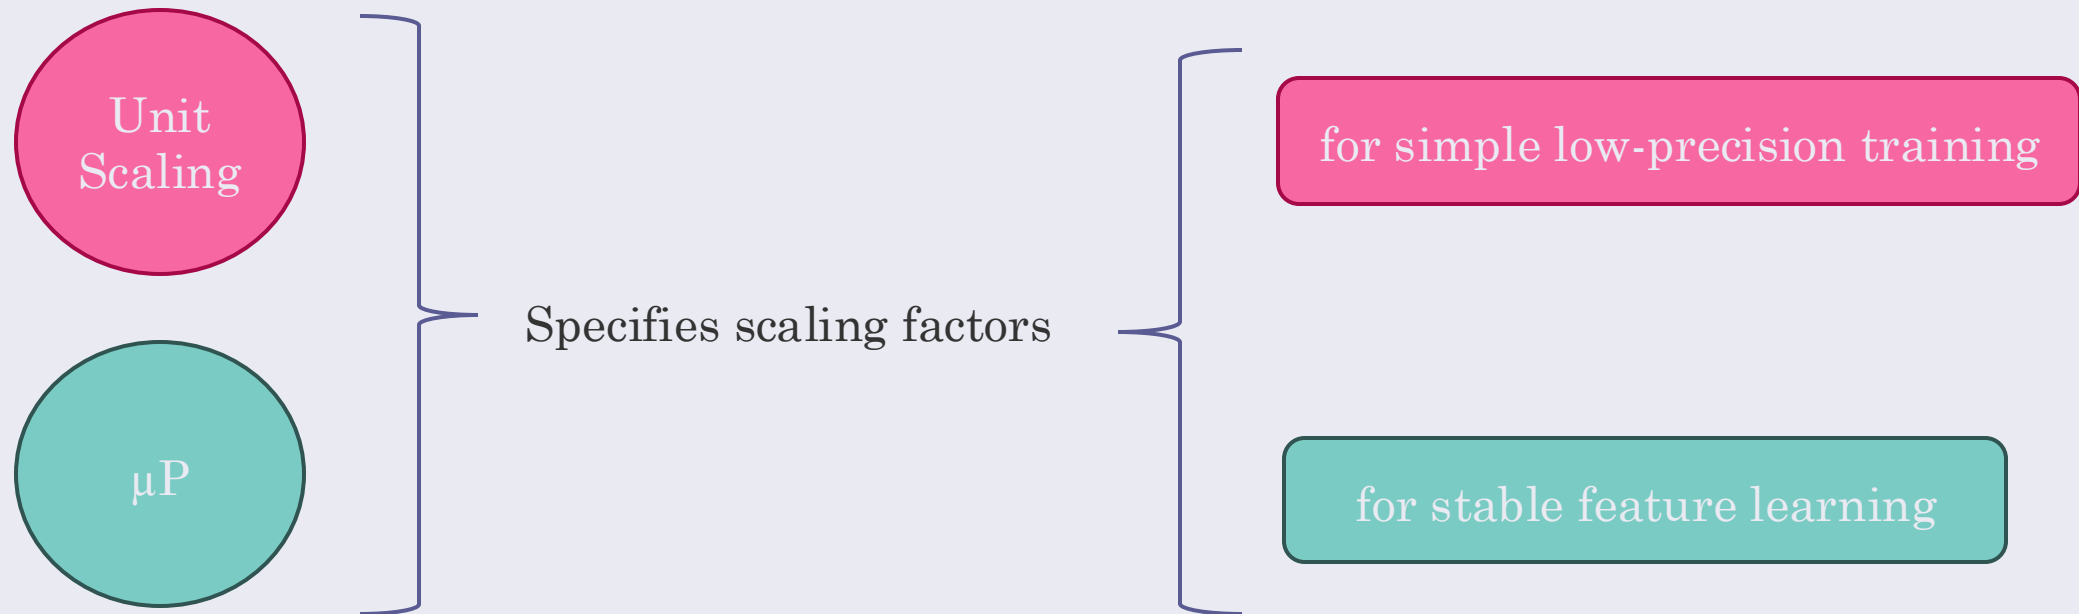 Unit
Scaling
for simple low-precision training
Specifies scaling factors
µP
for stable feature learning